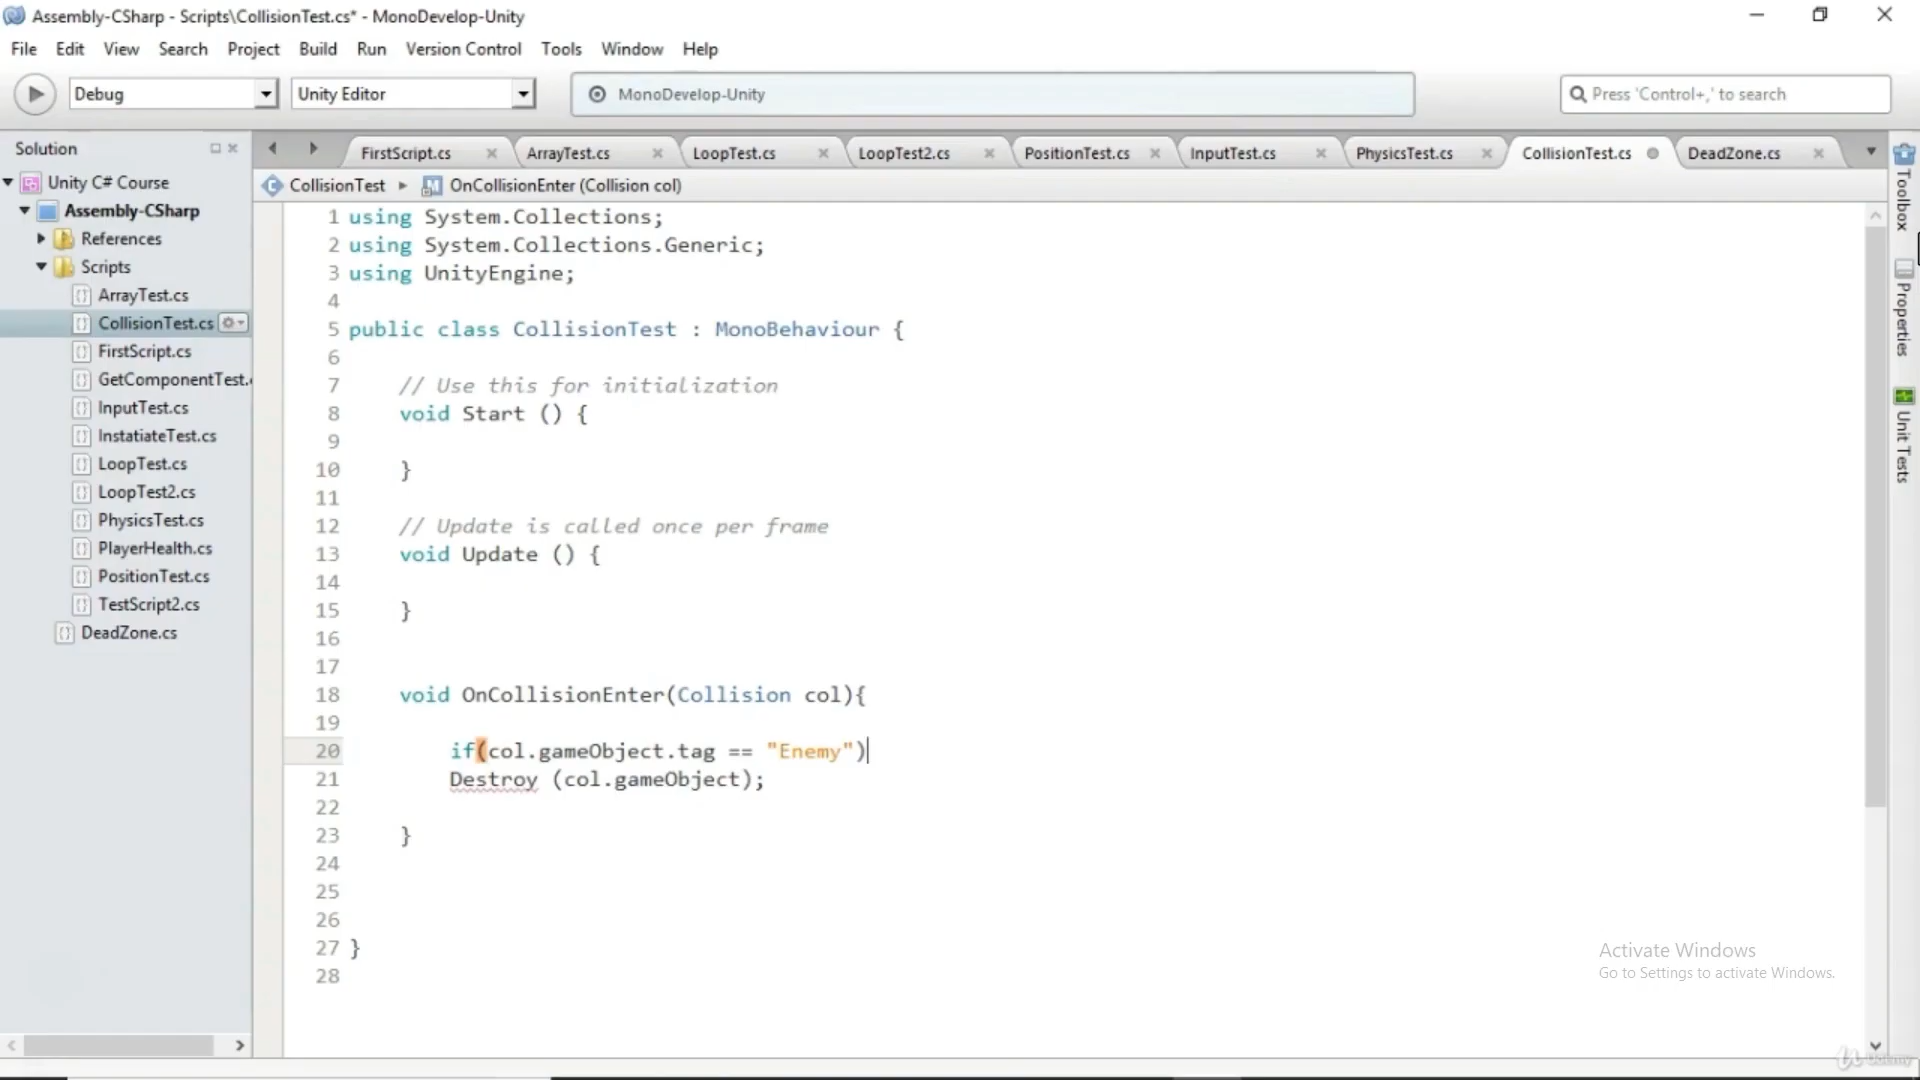 Assembly-CSharp - Scripts\CollisionTest.cs* - MonoDevelop-Unity
File Edit View Search Project Build Run Version Control Tools Window Help
Debug Unity Editor MonoDevelop-Unity Press 'Control+,' to search
Solution
FirstScript.cs ArrayTest.cs LoopTest.cs LoopTest2.cs PositionTest.cs InputTest.cs PhysicsTest.cs CollisionTest.cs DeadZone.cs
CollisionTest OnCollisionEnter (Collision col)
Unity C# Course
Assembly-CSharp
References
Scripts
ArrayTest.cs
CollisionTest.cs
FirstScript.cs
GetComponentTest.
InputTest.cs
InstatiateTest.cs
LoopTest.cs
LoopTest2.cs
PhysicsTest.cs
PlayerHealth.cs
PositionTest.cs
TestScript2.cs
DeadZone.cs
1 using System.Collections;
2 using System.Collections.Generic;
3 using UnityEngine;
4
5 public class CollisionTest : MonoBehaviour {
6
7 // Use this for initialization
8 void Start () {
9
10 }
11
12 // Update is called once per frame
13 void Update () {
14
15 }
16
17
18 void OnCollisionEnter(Collision col){
19
20 if(col.gameObject.tag == "Enemy")
21 Destroy (col.gameObject);
22
23 }
24
25
26
27 }
28
Toolbox
Properties
Unit Tests
Activate Windows
Go to Settings to activate Windows.
Udemy